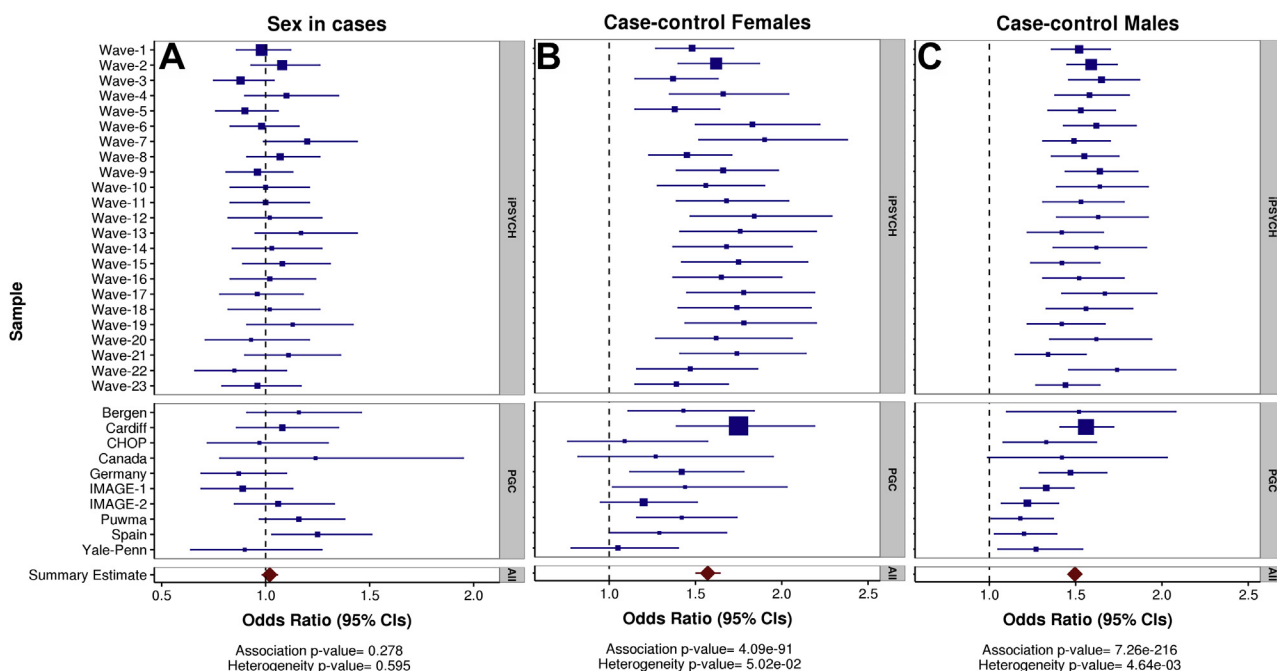 Sex in cases
Case-control Females
Case-control Males
A
B
C
Sample
Wave-1
Wave-2
Wave-3
Wave-4
Wave-5
Wave-6
Wave-7
Wave-8
Wave-9
Wave-10
Wave-11
Wave-12
Wave-13
Wave-14
Wave-15
Wave-16
Wave-17
Wave-18
Wave-19
Wave-20
Wave-21
Wave-22
Wave-23
iPSYCH
iPSYCH
iPSYCH
Bergen
Cardiff
CHOP
Canada
Germany
IMAGE-1
IMAGE-2
Puwma
Spain
Yale-Penn
PGC
PGC
PGC
Summary Estimate
All
All
All
0.5 1.0 1.5 2.0
1.0 1.5 2.0 2.5
1.0 1.5 2.0 2.5
Odds Ratio (95% CIs)
Odds Ratio (95% CIs)
Odds Ratio (95% CIs)
Association p-value= 0.278
Heterogeneity p-value= 0.595
Association p-value= 4.09e-91
Heterogeneity p-value= 5.02e-02
Association p-value= 7.26e-216
Heterogeneity p-value= 4.64e-03